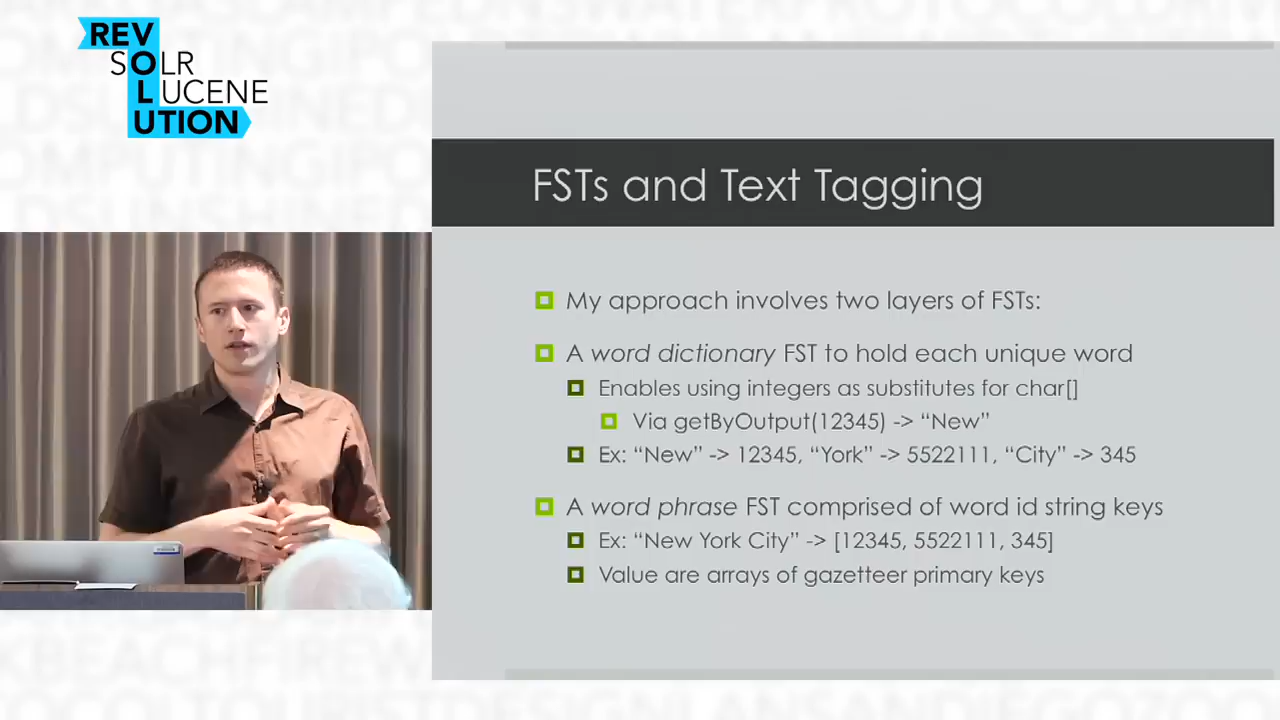 REV
SOLR
LUCENE
UTION
FSTs and Text Tagging
My approach involves two layers of FSTs:
A word dictionary FST to hold each unique word
Enables using integers as substitutes for char[]
Via getByOutput(12345) -> “New”
Ex: “New” -> 12345, “York” -> 5522111, “City” -> 345
A word phrase FST comprised of word id string keys
Ex: “New York City” -> [12345, 5522111, 345]
Value are arrays of gazetteer primary keys